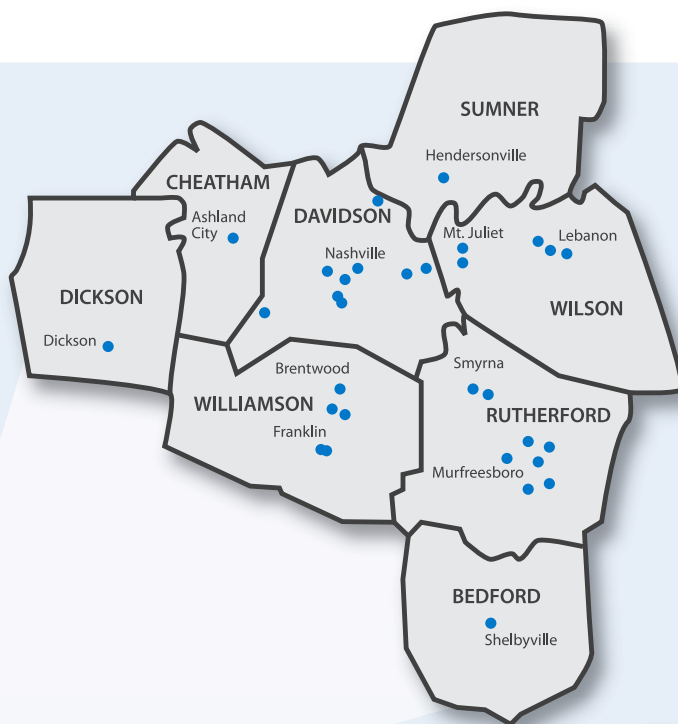 SUMNER
Hendersonville
CHEATHAM
Ashland
City
DAVIDSON
Nashville
Mt. Juliet
Lebanon
WILSON
DICKSON
Dickson
Brentwood
WILLIAMSON
Franklin
Smyrna
RUTHERFORD
Murfreesboro
BEDFORD
Shelbyville